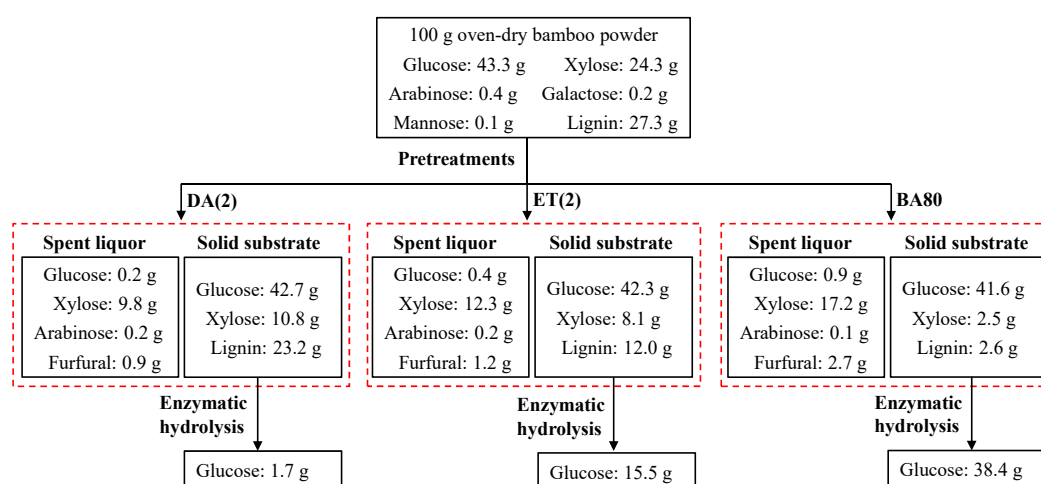 100 g oven-dry bamboo powder
Glucose: 43.3 g Xylose: 24.3 g
Arabinose: 0.4 g Galactose: 0.2 g
Mannose: 0.1 g Lignin: 27.3 g
Pretreatments
DA(2)
Spent liquor Solid substrate
Glucose: 0.2 g
Xylose: 9.8 g
Arabinose: 0.2 g
Furfural: 0.9 g
Glucose: 42.7 g
Xylose: 10.8 g
Lignin: 23.2 g
Enzymatic
hydrolysis
Glucose: 1.7 g
ET(2)
Spent liquor Solid substrate
Glucose: 0.4 g
Xylose: 12.3 g
Arabinose: 0.2 g
Furfural: 1.2 g
Glucose: 42.3 g
Xylose: 8.1 g
Lignin: 12.0 g
Enzymatic
hydrolysis
Glucose: 15.5 g
BA80
Spent liquor Solid substrate
Glucose: 0.9 g
Xylose: 17.2 g
Arabinose: 0.1 g
Furfural: 2.7 g
Glucose: 41.6 g
Xylose: 2.5 g
Lignin: 2.6 g
Enzymatic
hydrolysis
Glucose: 38.4 g